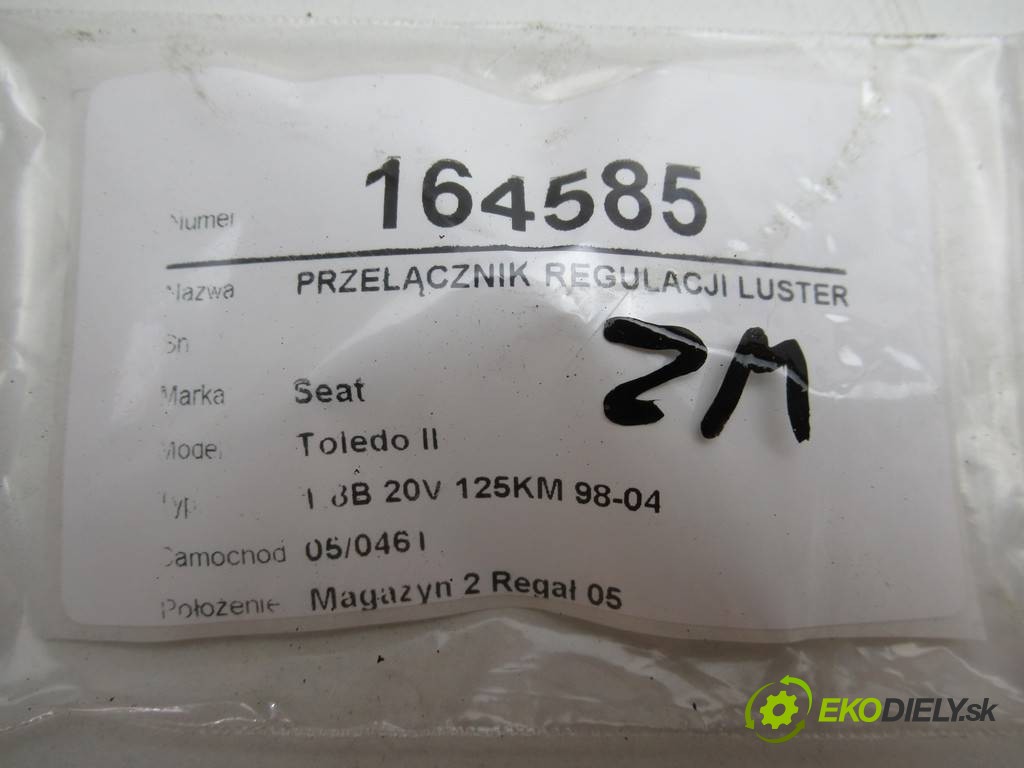 Numer 164585
Nazwa PRZEŁĄCZNIK REGULACJI LUSTER
Sn
ZM
Marka Seat
Model Toledo II
Typ 1.8B 20V 125KM 98-04
Samochód 05/0461
Położenie Magazyn 2 Regał 05
EKODIELY.sk